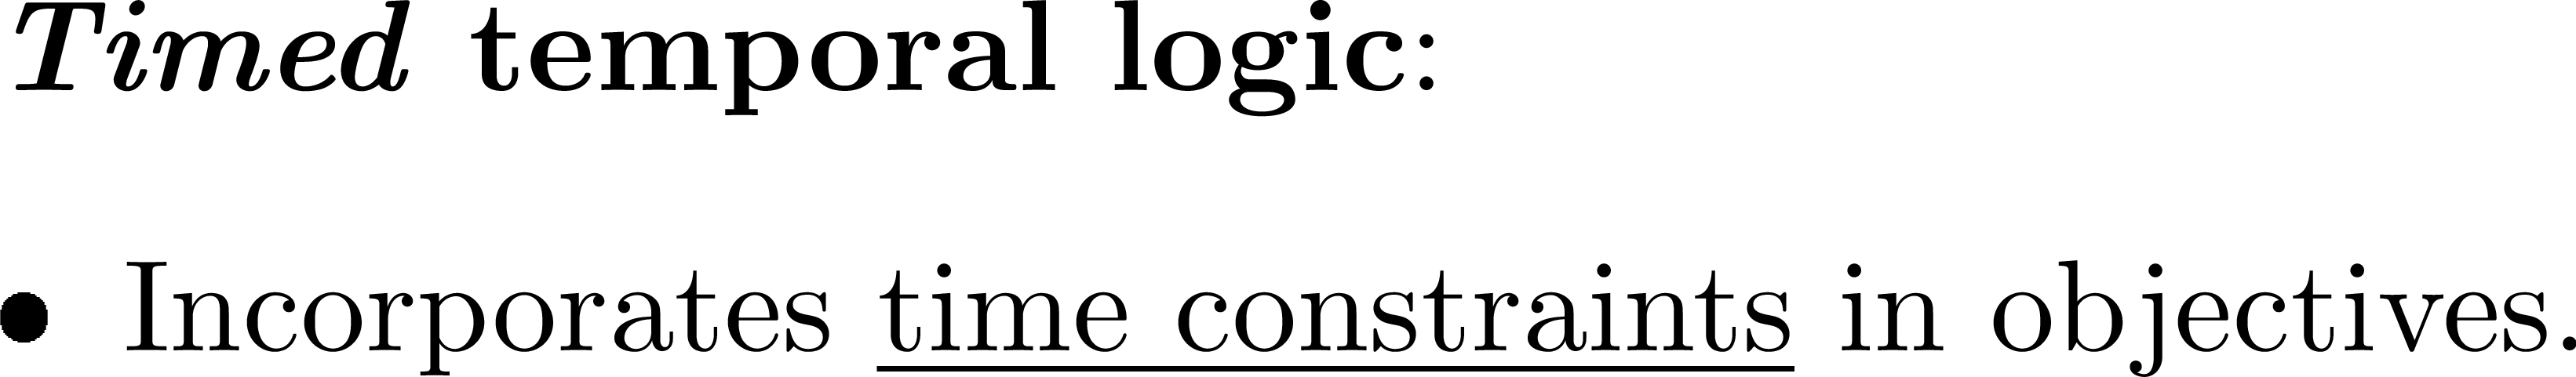 Timed temporal logic:
• Incorporates time constraints in objectives.